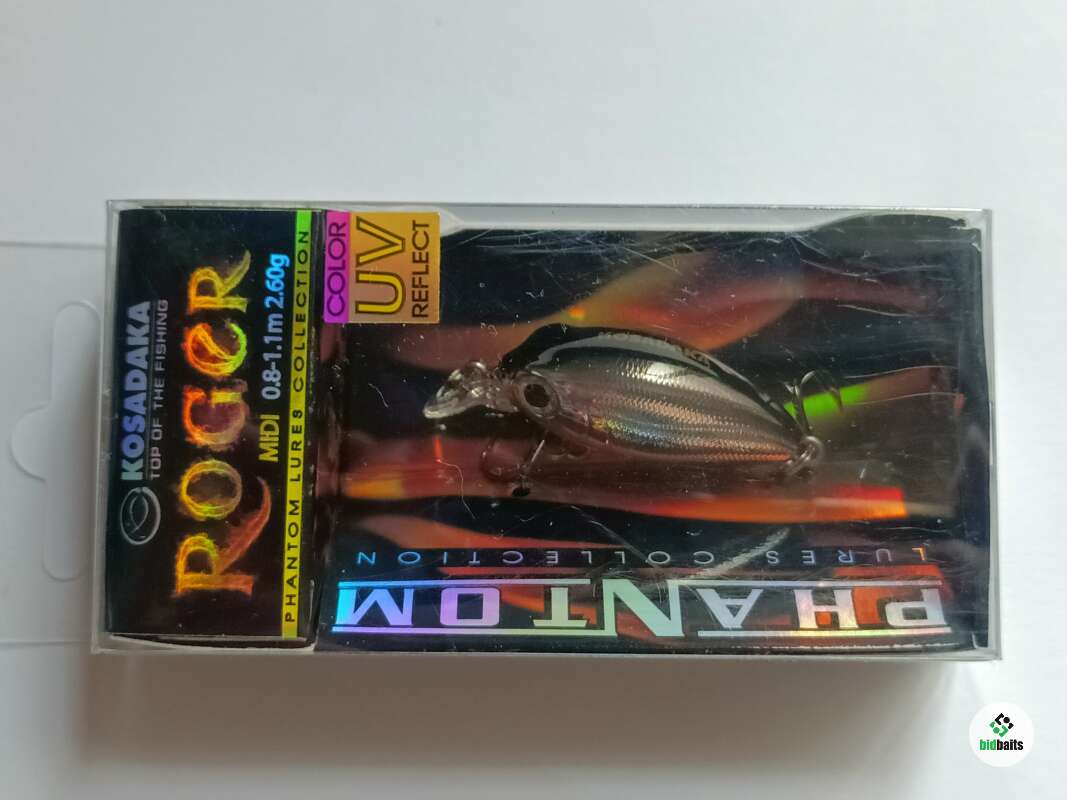 KOSADAKA
TOP OF THE FISHING
ROGER
MIDI 0.8-1.1m 2.60g
PHANTOM LURES COLLECTION
COLOR
UV
REFLECT
KOSADAKA
PHANTOM
LURES COLLECTION
bidbaits